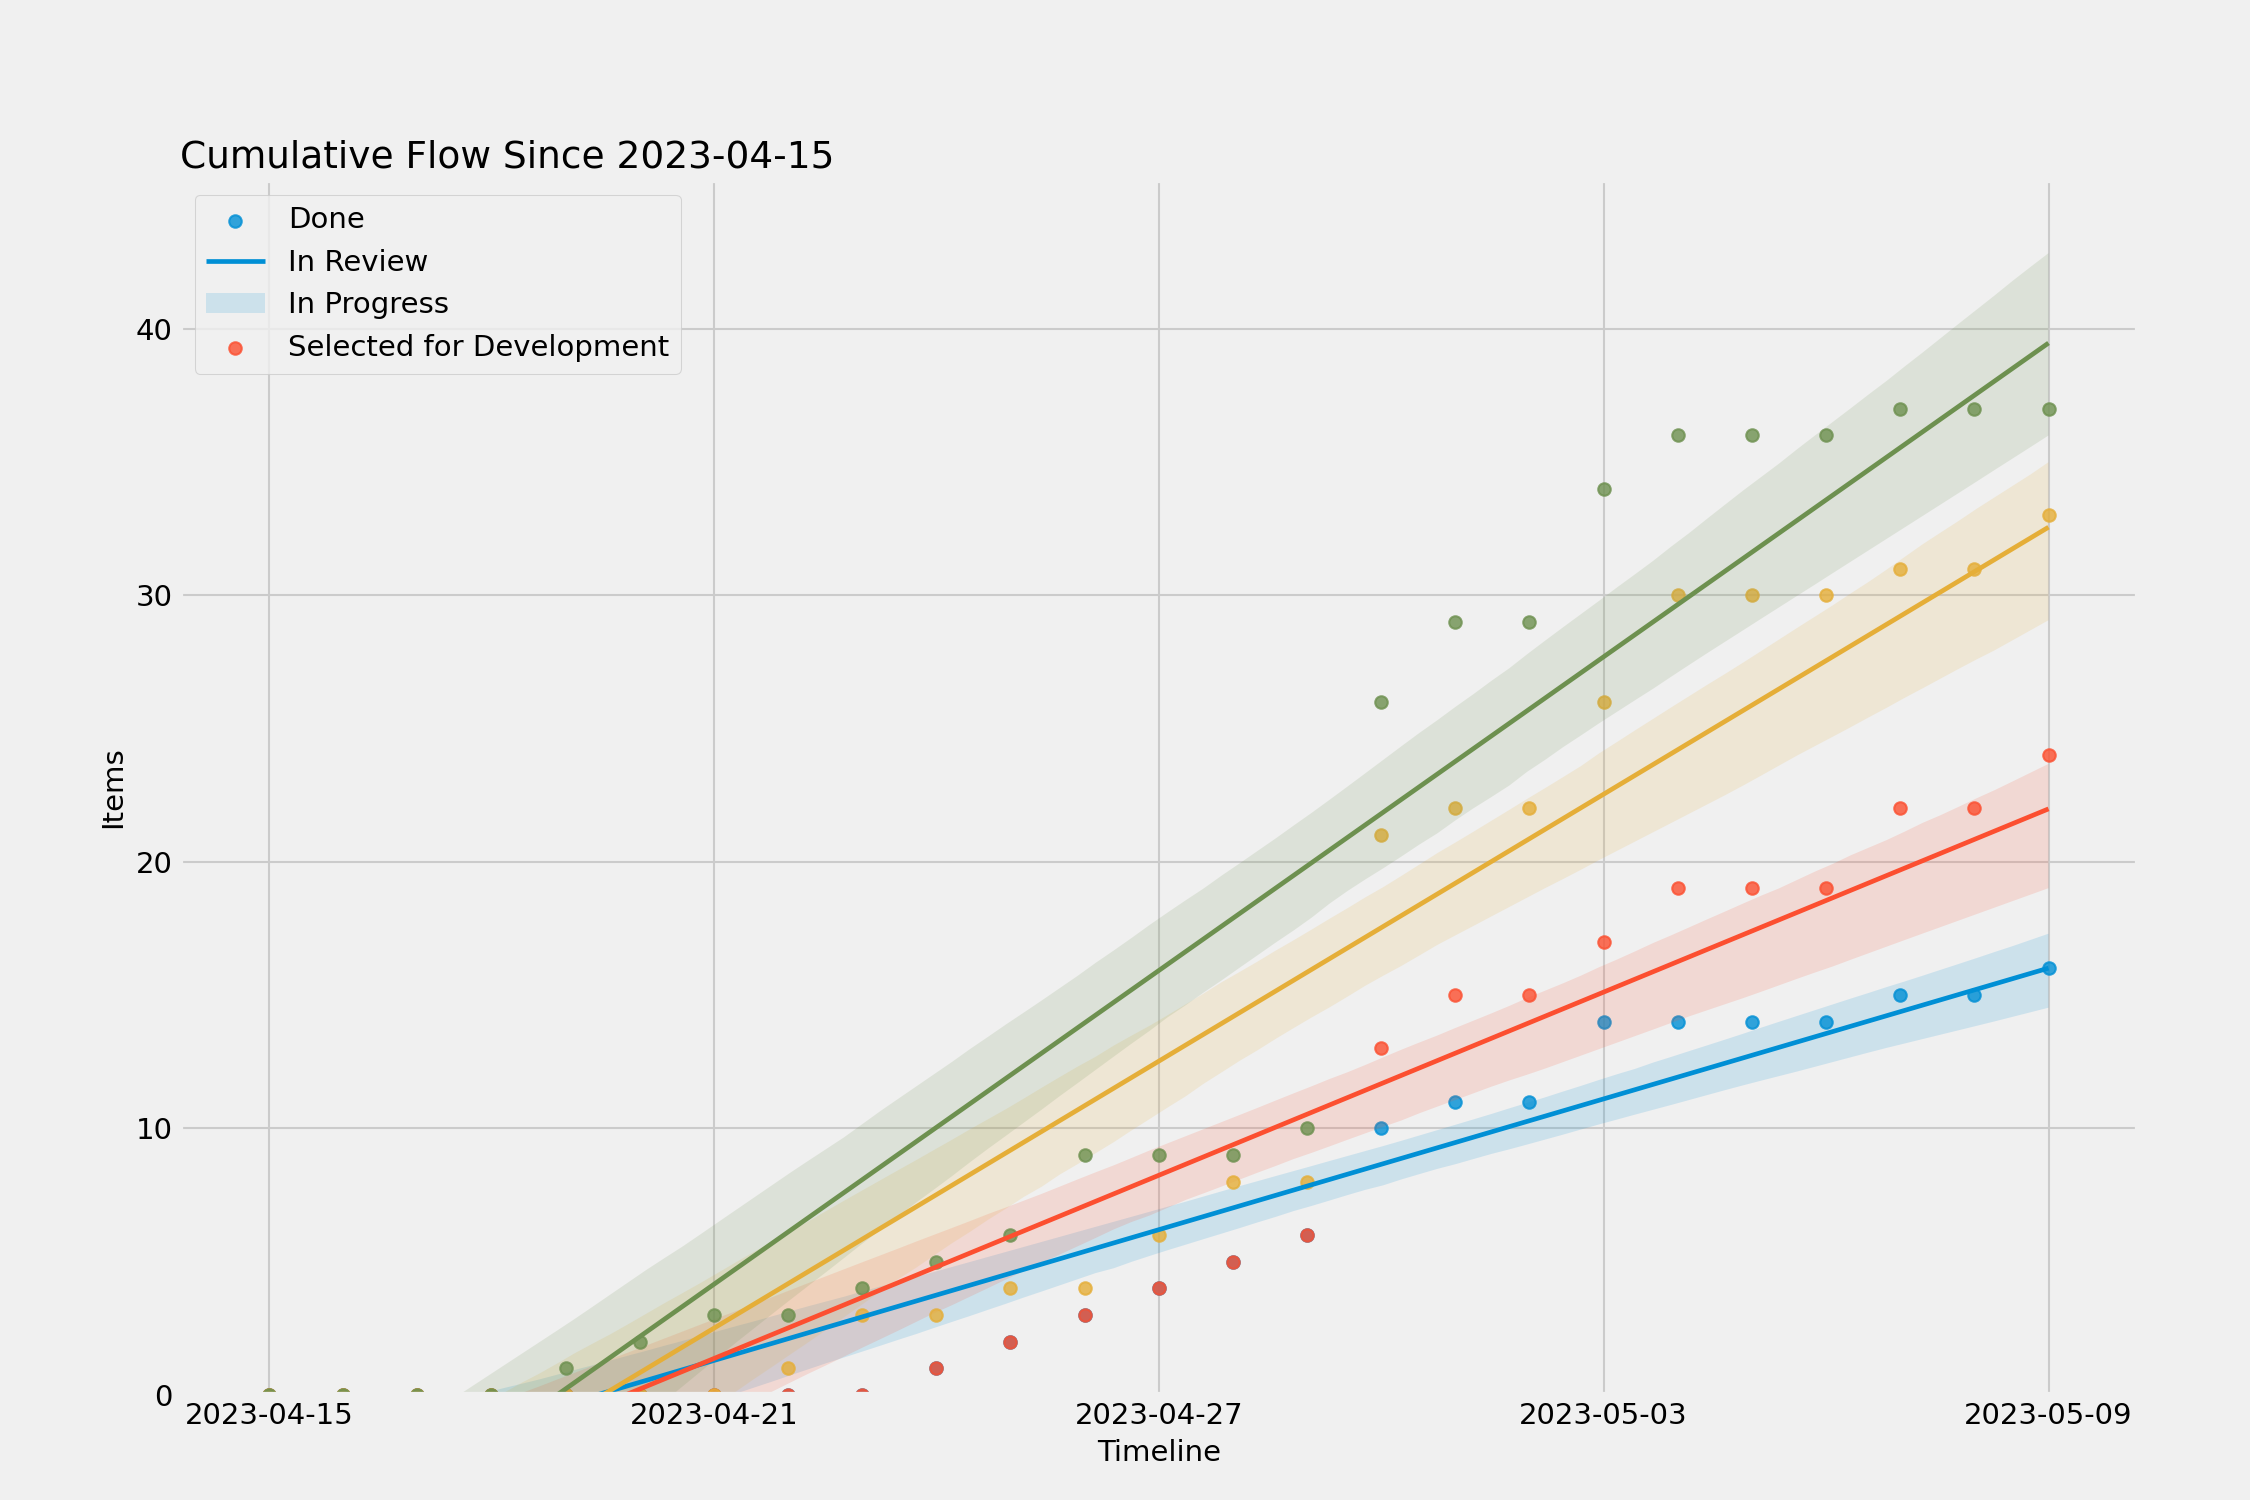 Cumulative Flow Since 2023-04-15
Done
In Review
In Progress
Selected for Development
40
30
20
10
0
Items
2023-04-15
2023-04-21
2023-04-27
2023-05-03
2023-05-09
Timeline